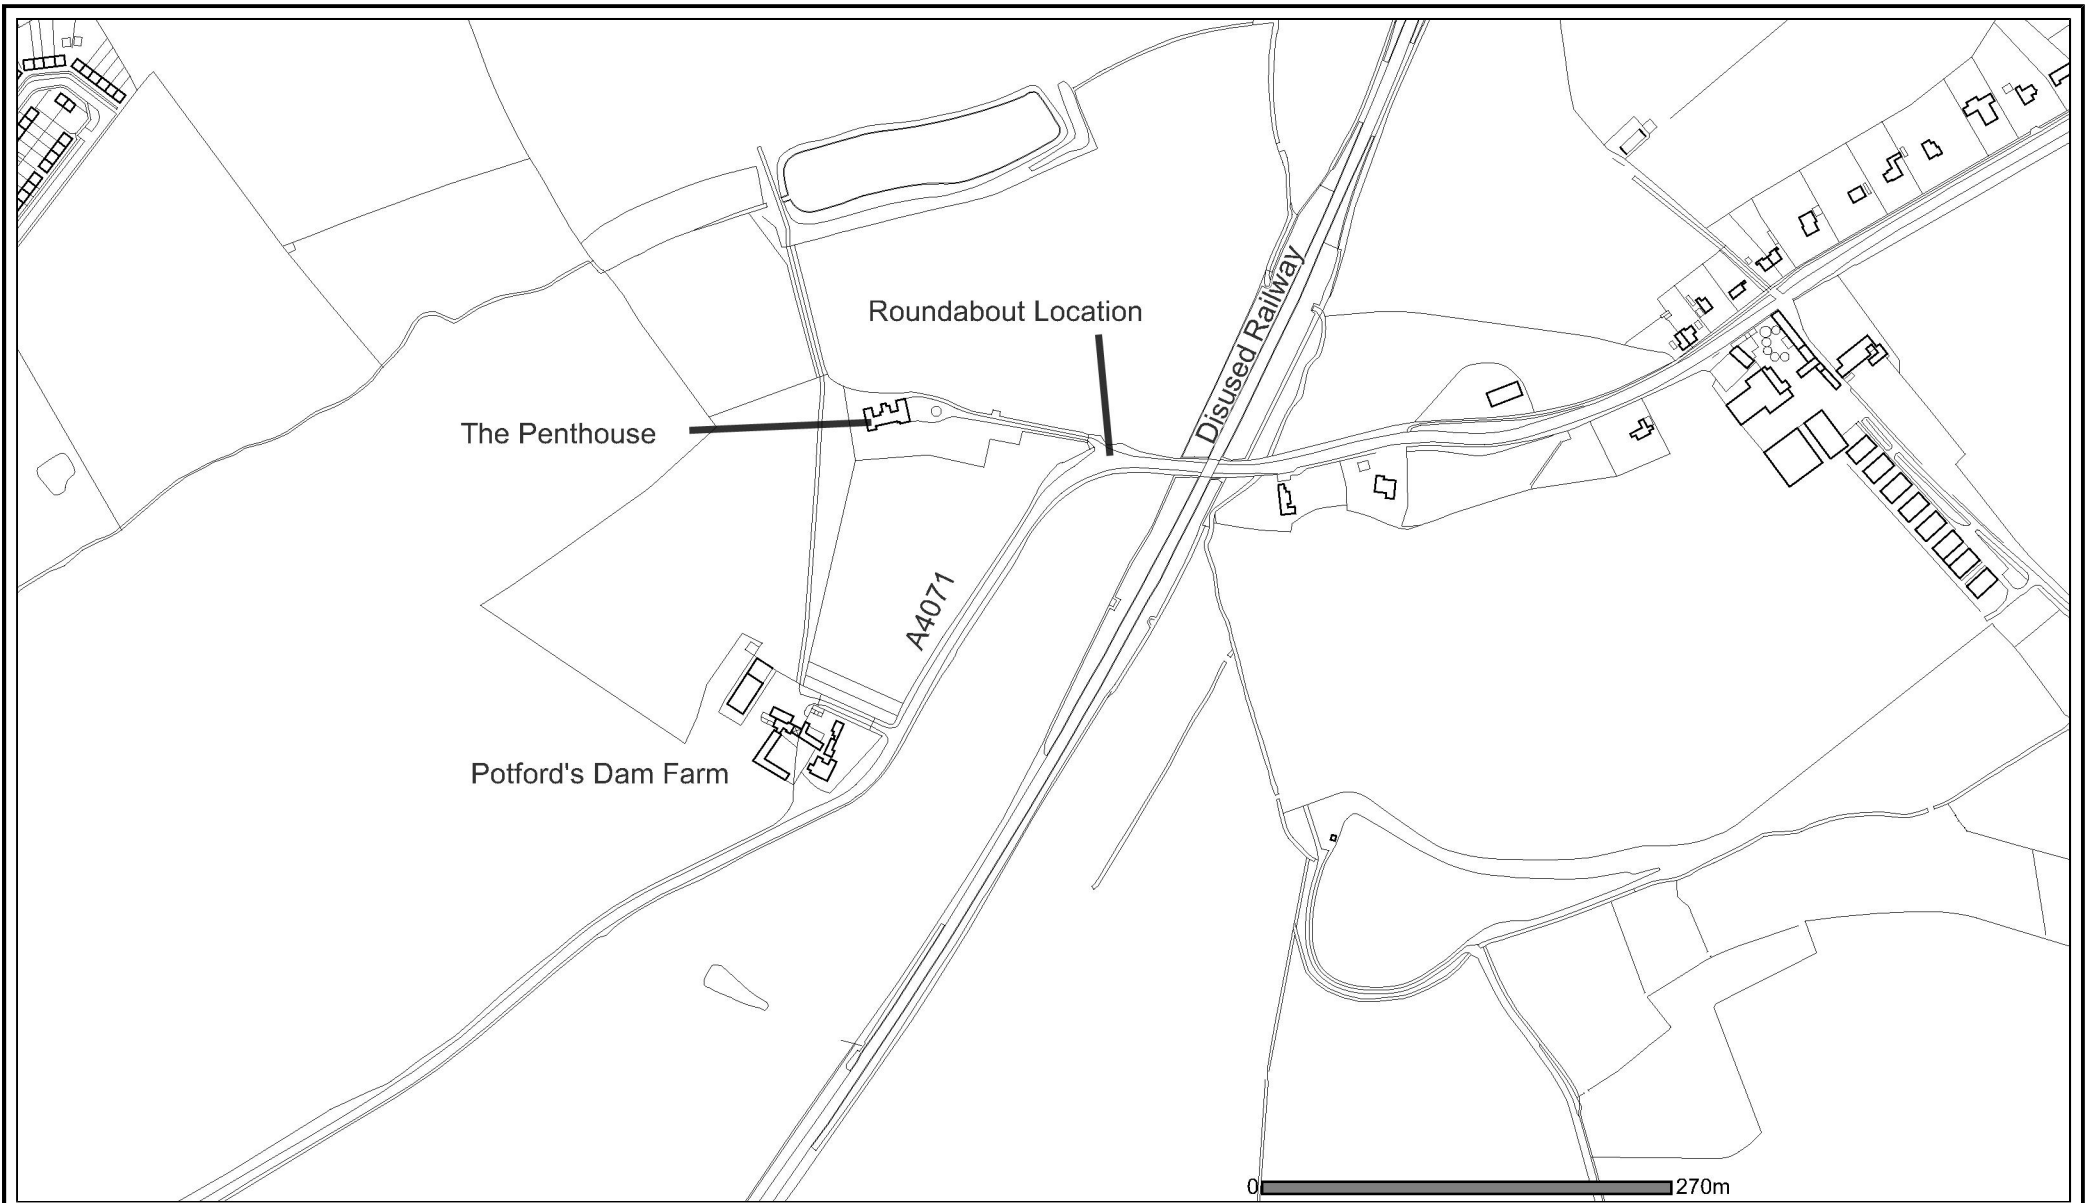 Roundabout Location
Disused Railway
The Penthouse
A4071
Potford's Dam Farm
0
270m